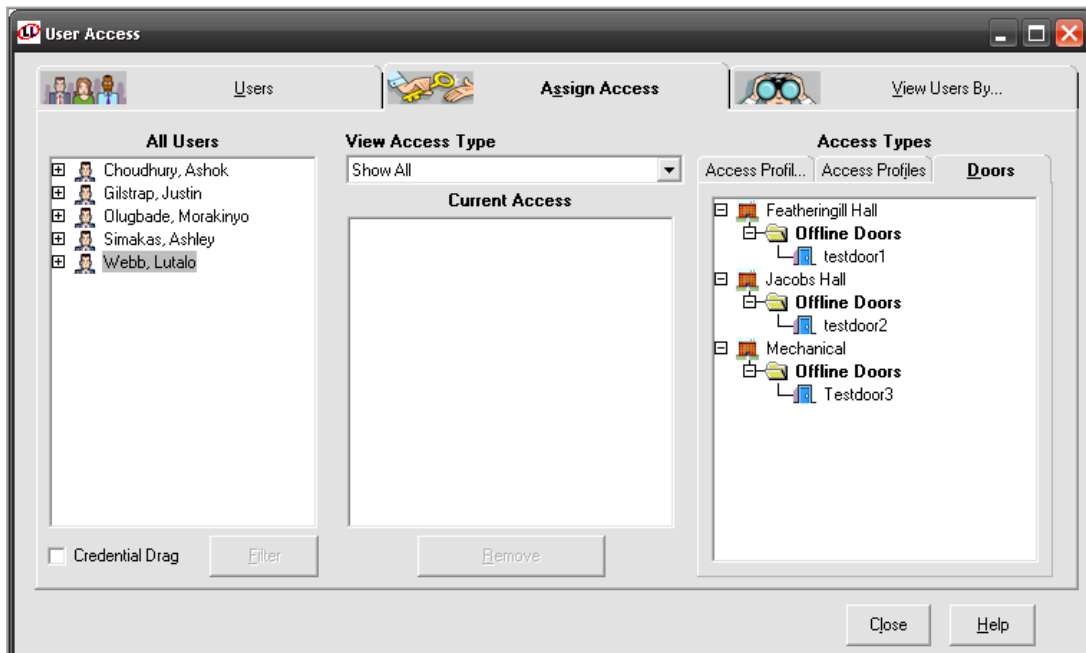 User Access
Users
Assign Access
View Users By...
All Users
Choudhury, Ashok
Gilstrap, Justin
Olugbade, Morakinyo
Simakas, Ashley
Webb, Lutalo
Credential Drag
Filter
View Access Type
Show All
Current Access
Remove
Access Types
Access Profil...
Access Profiles
Doors
Featheringill Hall
Offline Doors
testdoor1
Jacobs Hall
Offline Doors
testdoor2
Mechanical
Offline Doors
Testdoor3
Close
Help